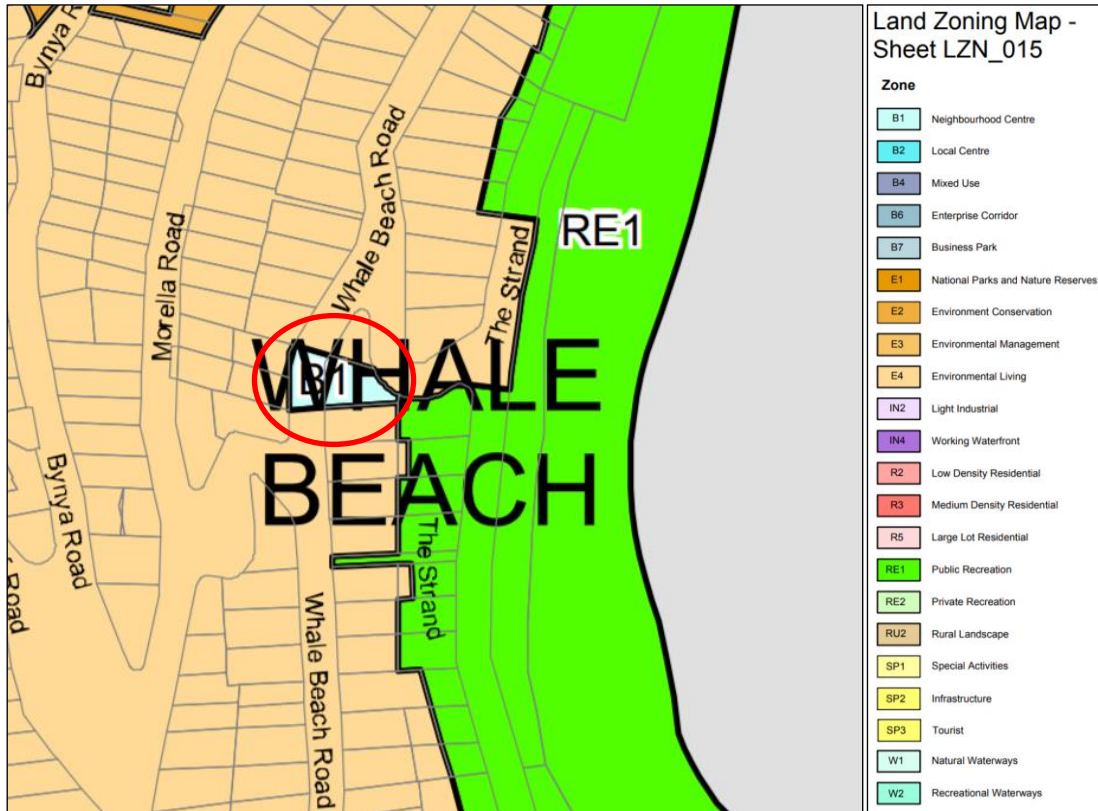 Bynya R
Morella Road
Whale Beach Road
The Strand
RE1
B1
WHALE
BEACH
Bynya Road
Road
The Strand
Whale Beach Road
Land Zoning Map -
Sheet LZN_015
Zone
B1 Neighbourhood Centre
B2 Local Centre
B4 Mixed Use
B6 Enterprise Corridor
B7 Business Park
E1 National Parks and Nature Reserves
E2 Environment Conservation
E3 Environmental Management
E4 Environmental Living
IN2 Light Industrial
IN4 Working Waterfront
R2 Low Density Residential
R3 Medium Density Residential
R5 Large Lot Residential
RE1 Public Recreation
RE2 Private Recreation
RU2 Rural Landscape
SP1 Special Activities
SP2 Infrastructure
SP3 Tourist
W1 Natural Waterways
W2 Recreational Waterways